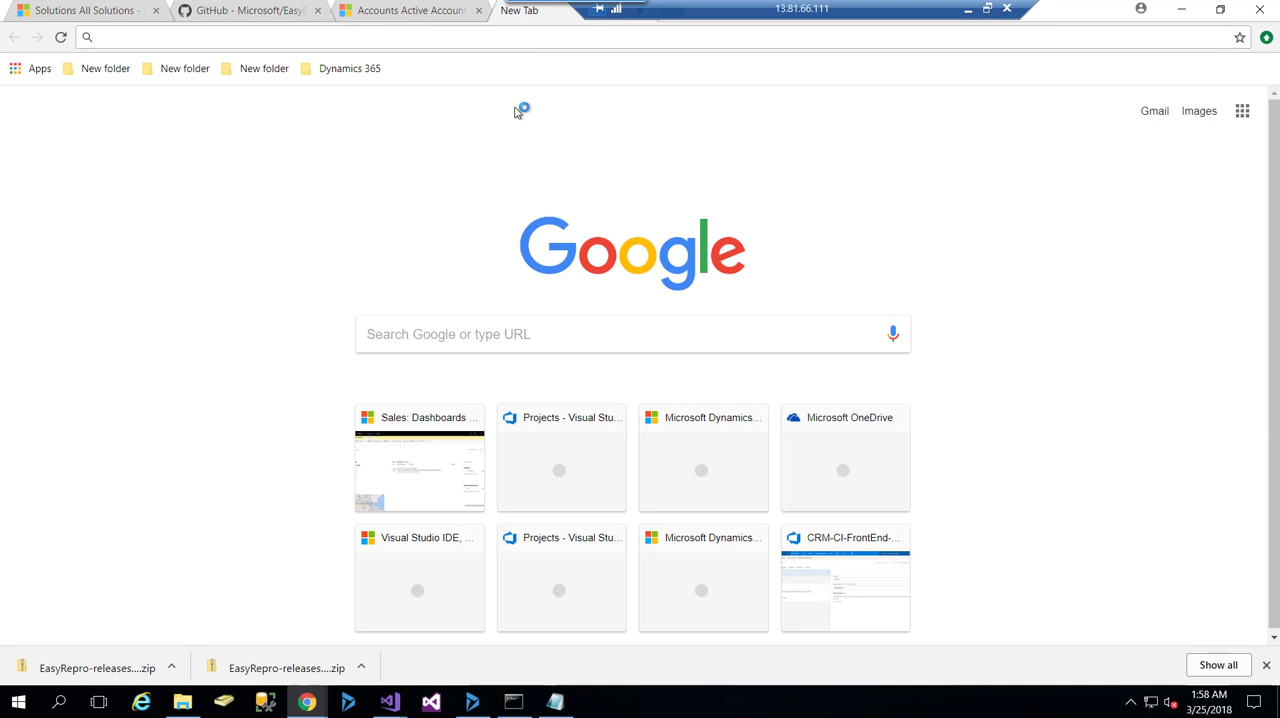 Solutions All Solutions -
GitHub - Microsoft/Easy
Accounts Active Account
New Tab
13.81.66.111
Apps
New folder
New folder
New folder
Dynamics 365
Gmail
Images
Google
Search Google or type URL
Sales: Dashboards ...
Projects - Visual Stu...
Microsoft Dynamics...
Microsoft OneDrive
Visual Studio IDE, ...
Projects - Visual Stu...
Microsoft Dynamics...
CRM-CI-FrontEnd-...
EasyRepro-releases....zip
EasyRepro-releases....zip
Show all
1:58 AM
3/25/2018